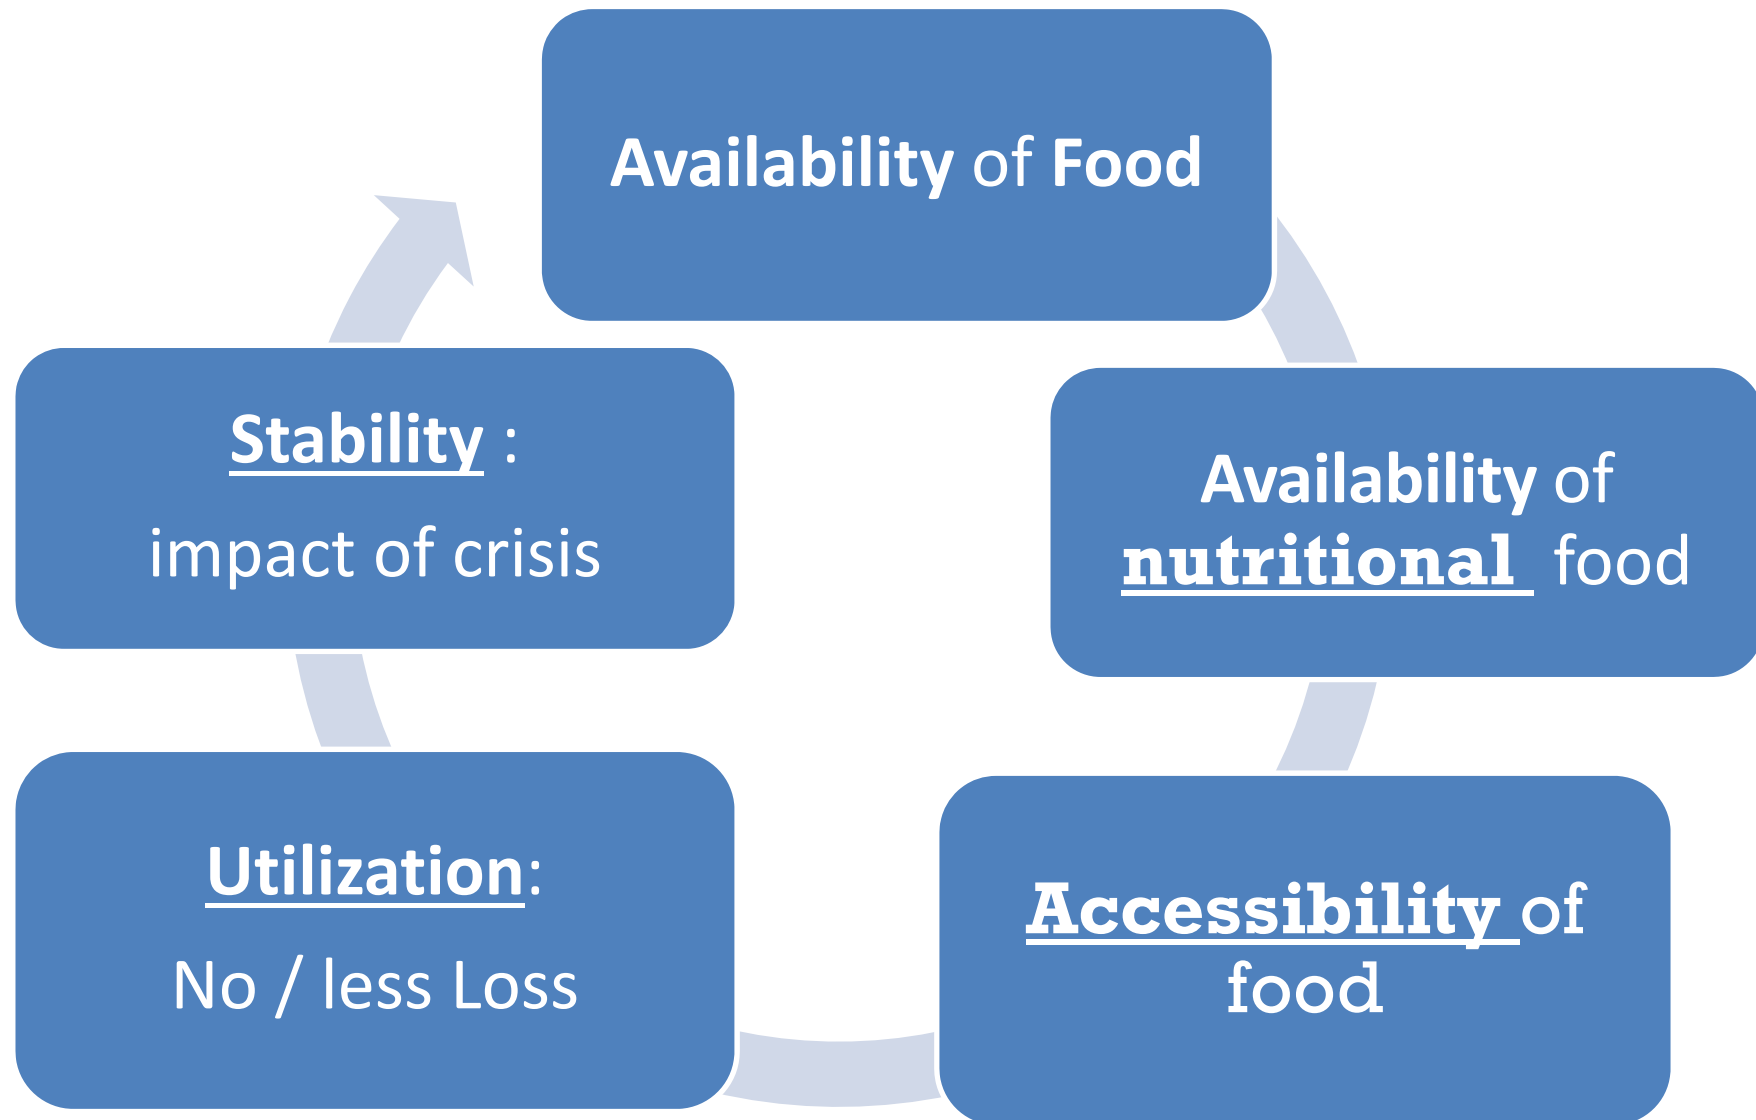 Availability of Food
Availability of
nutritional food
Accessibility of
food
Utilization:
No / less Loss
Stability :
impact of crisis